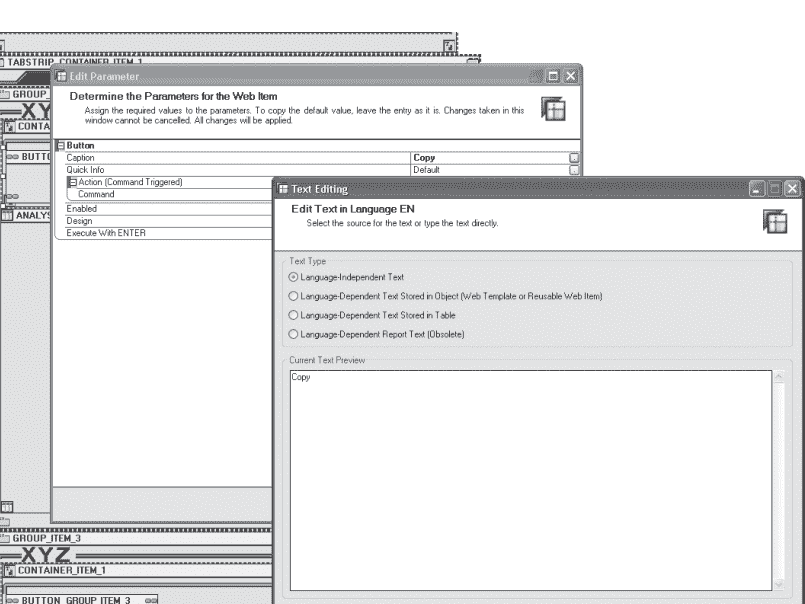 TABSTRIP_CONTAINER_ITEM_1
Edit Parameter
Determine the Parameters for the Web Item
Assign the required values to the parameters. To copy the default value, leave the entry as it is. Changes taken in this
window cannot be cancelled. All changes will be applied.
GROUP_
XY
CONTA
BUTTO
ANALYS
Button
Caption Copy
Quick Info Default
Action (Command Triggered)
Command
Enabled
Design
Execute With ENTER
Text Editing
Edit Text in Language EN
Select the source for the text or type the text directly.
Text Type
Language-Independent Text
Language-Dependent Text Stored in Object (Web Template or Reusable Web Item)
Language-Dependent Text Stored in Table
Language-Dependent Report Text (Obsolete)
Current Text Preview
Copy
GROUP_ITEM_3
XYZ
CONTAINER_ITEM_1
BUTTON_GROUP_ITEM_3